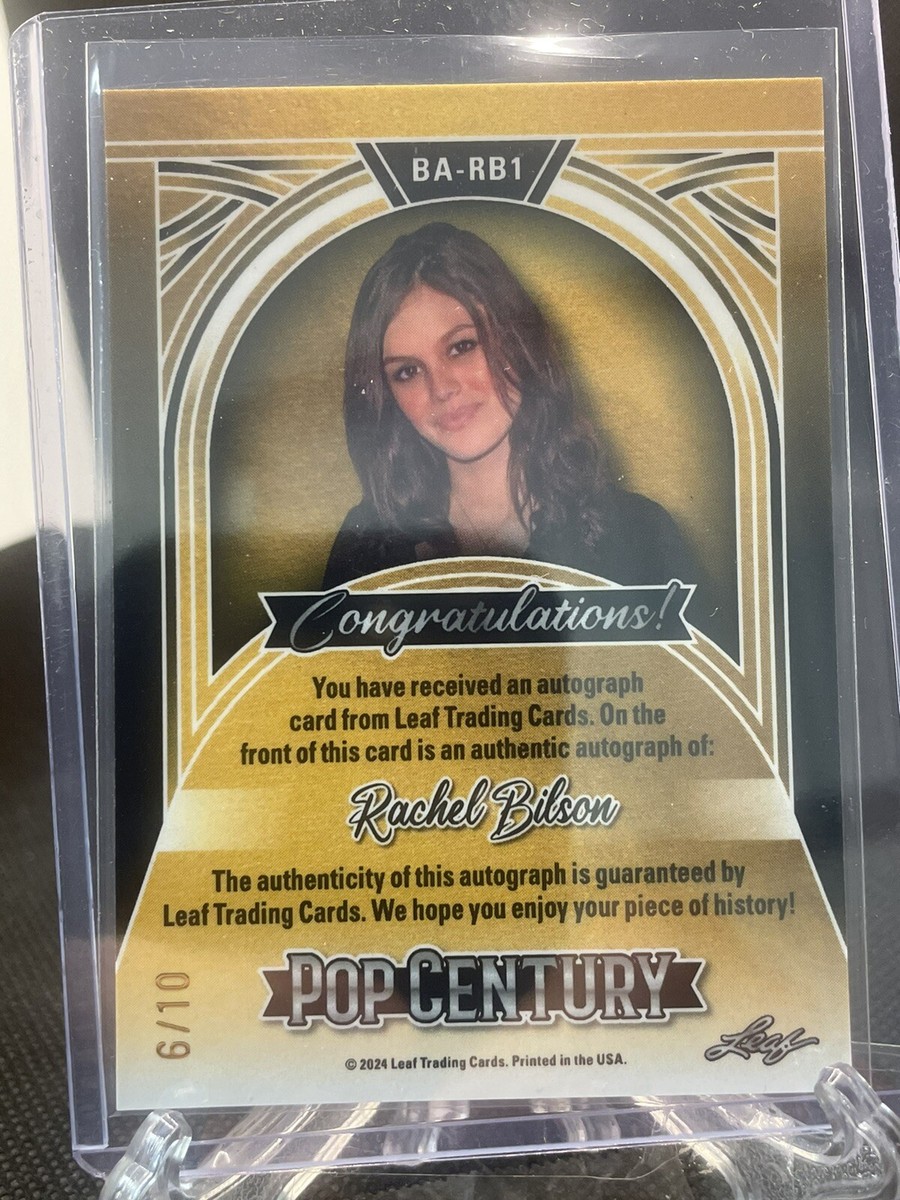 BA-RB1
Congratulations!
You have received an autograph
card from Leaf Trading Cards. On the
front of this card is an authentic autograph of:
Rachel Bilson
The authenticity of this autograph is guaranteed by
Leaf Trading Cards. We hope you enjoy your piece of history!
POP CENTURY
6/10
Leaf
© 2024 Leaf Trading Cards. Printed in the USA.